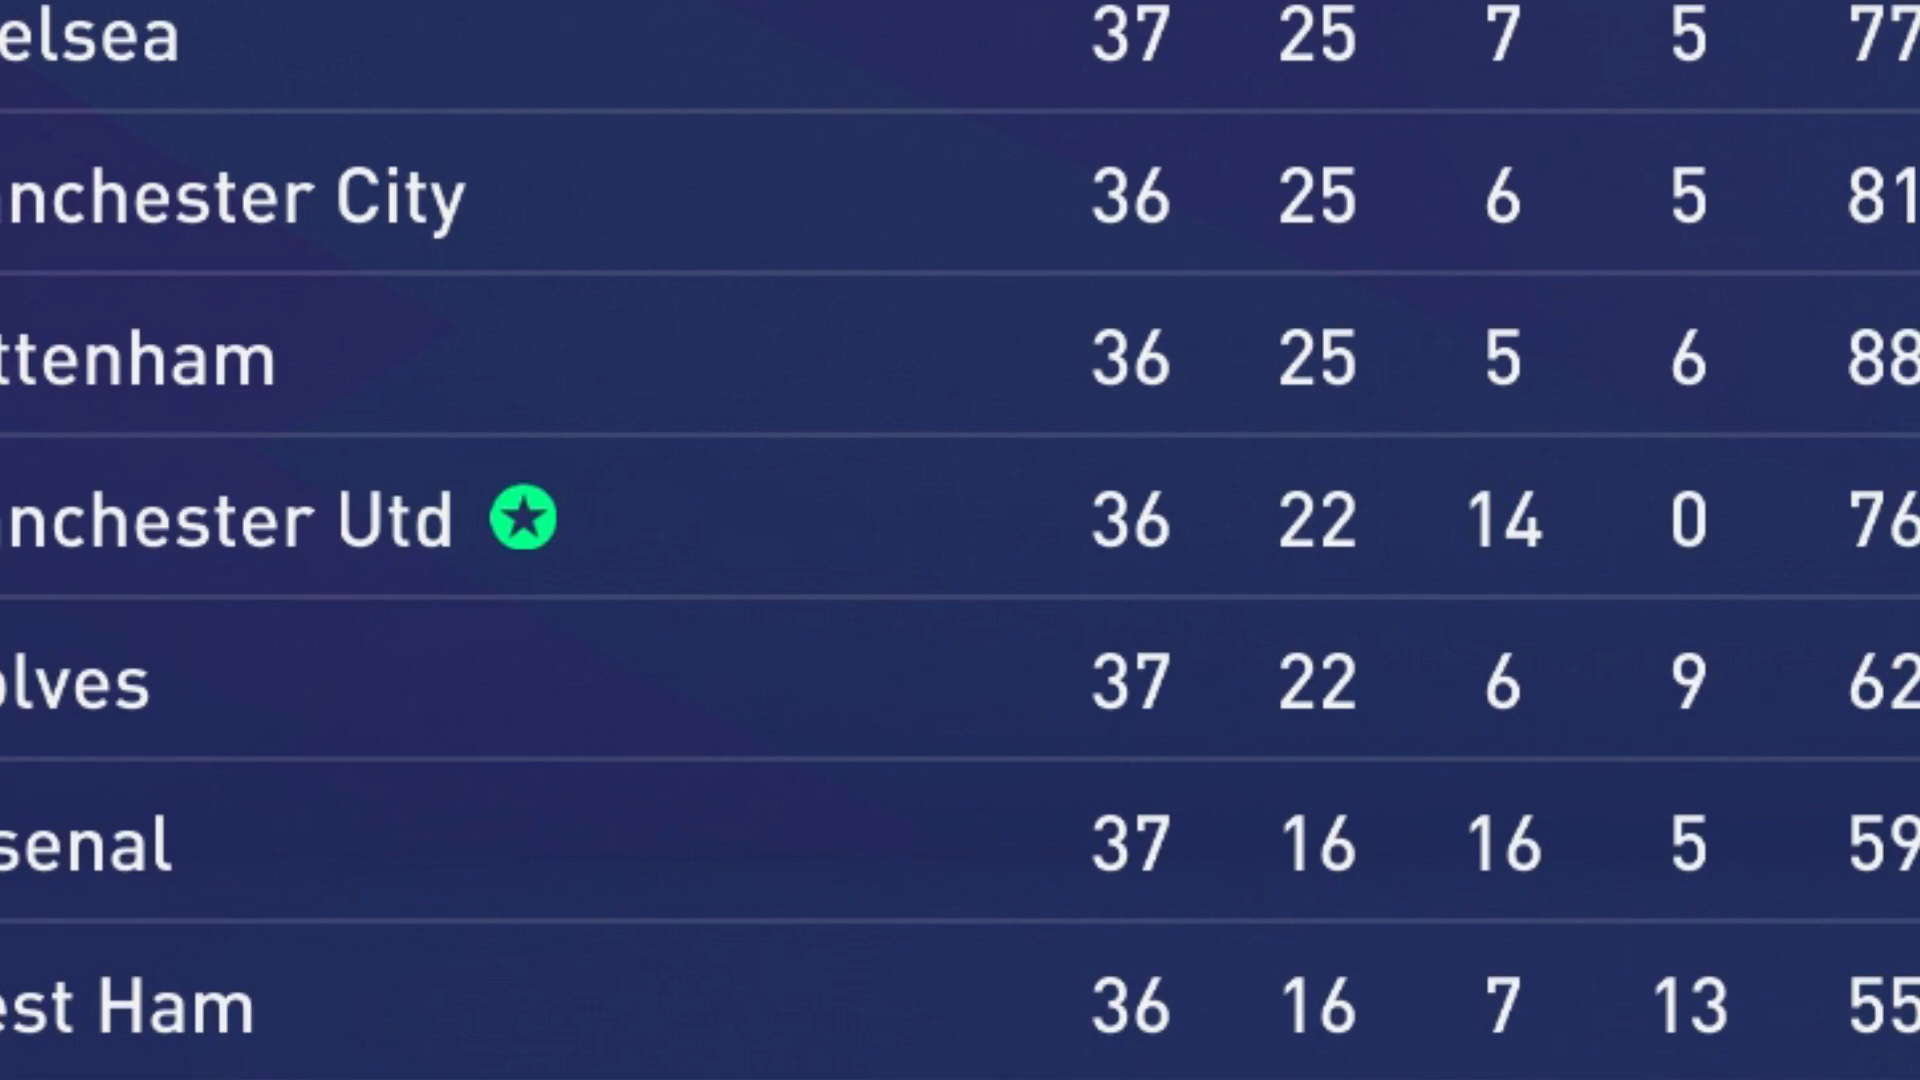 elsea 37 25 7 5 77
nchester City 36 25 6 5 81
ttenham 36 25 5 6 88
nchester Utd 36 22 14 0 76
olves 37 22 6 9 62
senal 37 16 16 5 59
est Ham 36 16 7 13 55